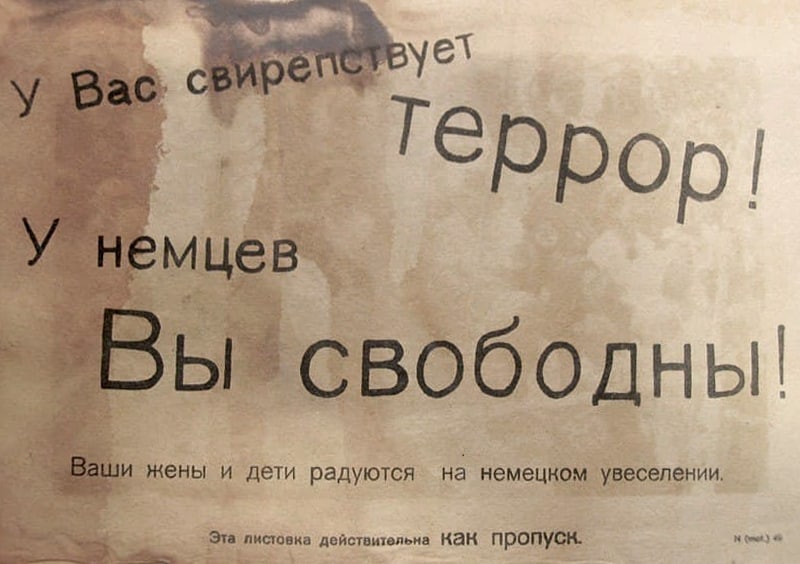 У Вас свирепствует
террор!
У немцев
Вы свободны!
Ваши жены и дети радуются на немецком увеселении.
Эта листовка действительна как пропуск.
N